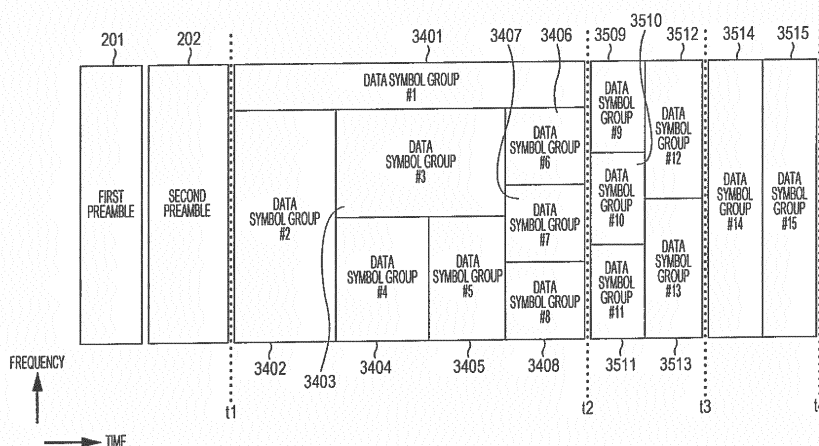 201
202
3401
3407
3406
3509
3510
3512
3514
3515
FIRST
PREAMBLE
SECOND
PREAMBLE
DATA SYMBOL GROUP
#1
DATA
SYMBOL GROUP
#2
DATA
SYMBOL GROUP
#3
DATA
SYMBOL GROUP
#4
DATA
SYMBOL GROUP
#5
DATA
SYMBOL GROUP
#6
DATA
SYMBOL GROUP
#7
DATA
SYMBOL GROUP
#8
DATA
SYMBOL
GROUP
#9
DATA
SYMBOL
GROUP
#10
DATA
SYMBOL
GROUP
#11
DATA
SYMBOL
GROUP
#12
DATA
SYMBOL
GROUP
#13
DATA
SYMBOL
GROUP
#14
DATA
SYMBOL
GROUP
#15
3402
3403
3404
3405
3408
3511
3513
FREQUENCY
TIME
t1
t2
t3
t4